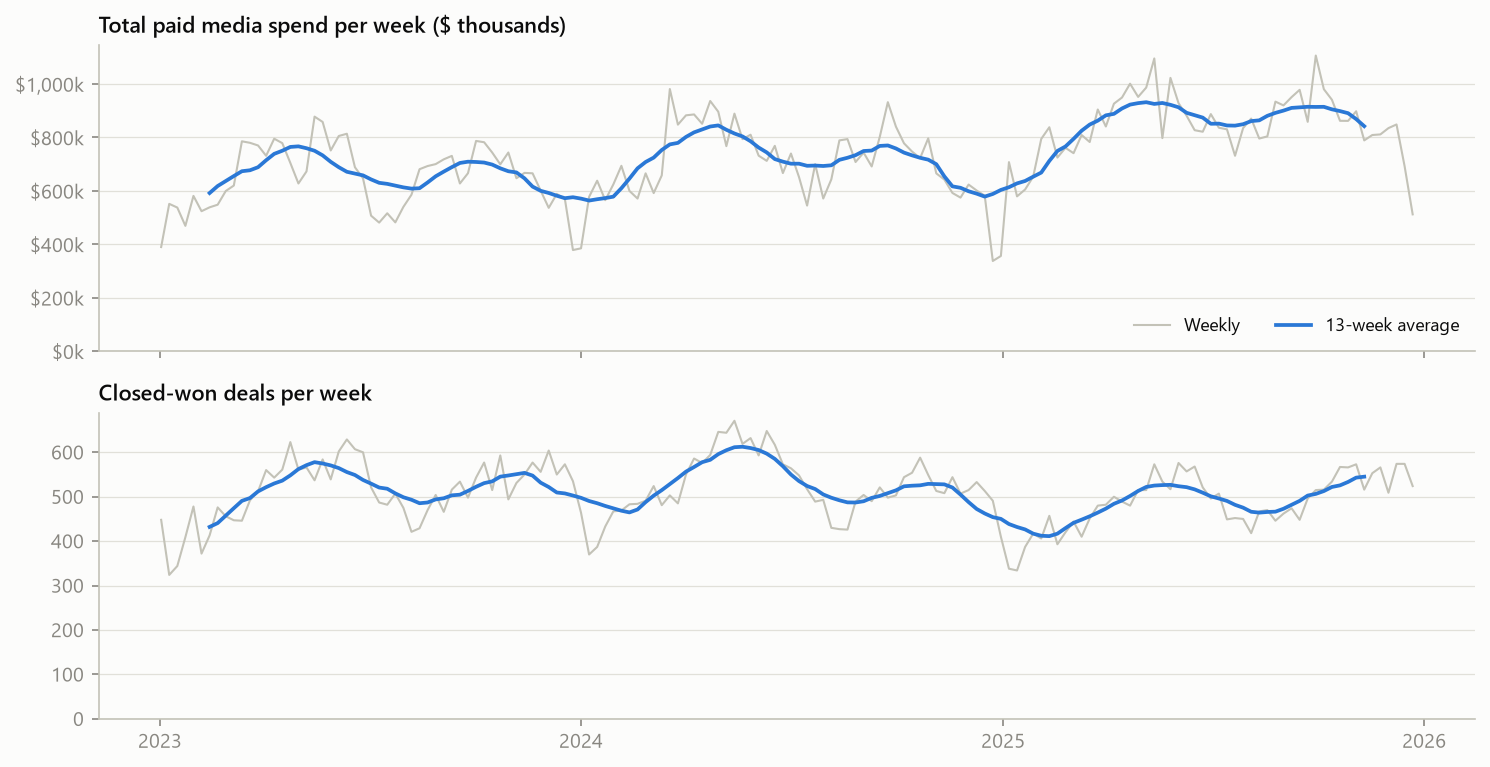 Total paid media spend per week ($ thousands)
$1,000k
$800k
$600k
$400k
$200k
$0k
Weekly
13-week average
Closed-won deals per week
600
500
400
300
200
100
0
2023
2024
2025
2026